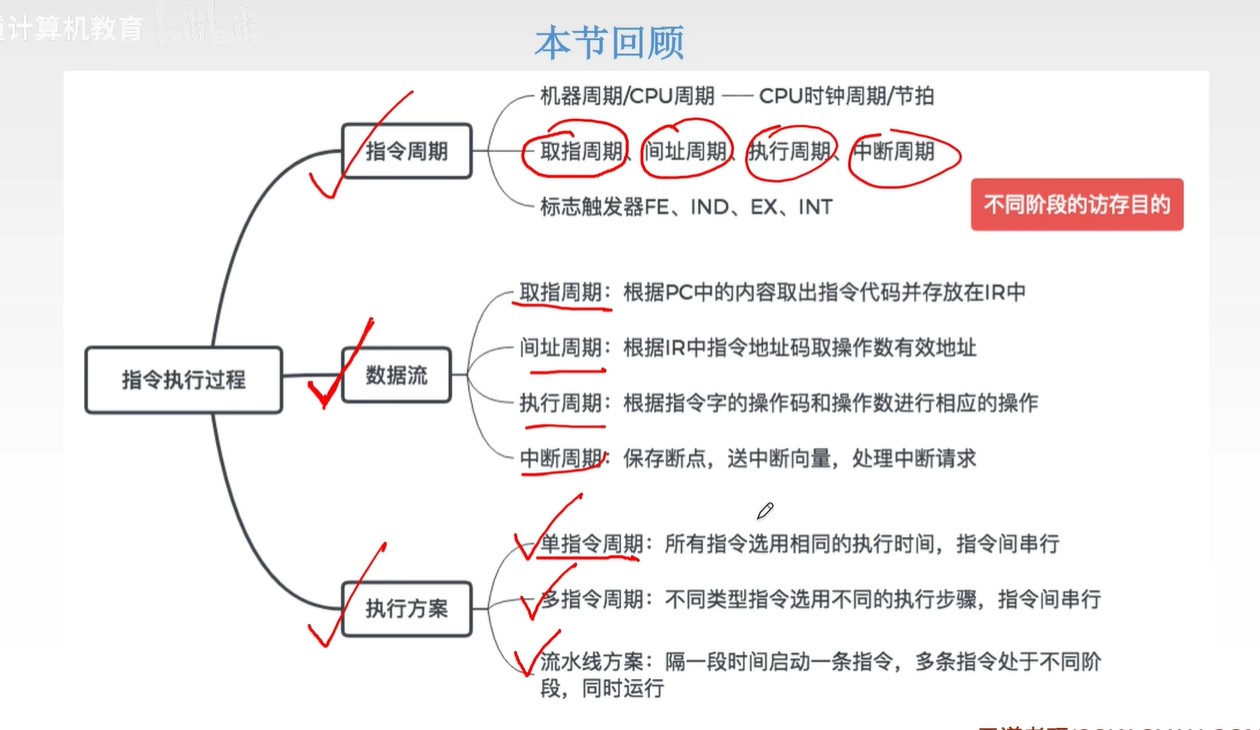 计算机教育
本节回顾
机器周期/CPU周期 —— CPU时钟周期/节拍
指令周期
取指周期、间址周期、执行周期、中断周期
标志触发器FE、IND、EX、INT
不同阶段的访存目的
取指周期：根据PC中的内容取出指令代码并存放在IR中
间址周期：根据IR中指令地址码取操作数有效地址
指令执行过程
数据流
执行周期：根据指令字的操作码和操作数进行相应的操作
中断周期：保存断点，送中断向量，处理中断请求
单指令周期：所有指令选用相同的执行时间，指令间串行
执行方案
多指令周期：不同类型指令选用不同的执行步骤，指令间串行
流水线方案：隔一段时间启动一条指令，多条指令处于不同阶
段，同时运行